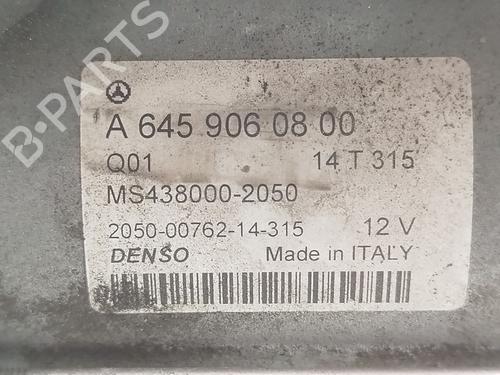 A 645 906 08 00
Q01 14 T 315
MS438000-2050
2050-00762-14-315 12 V
DENSO Made in ITALY
B-PARTS